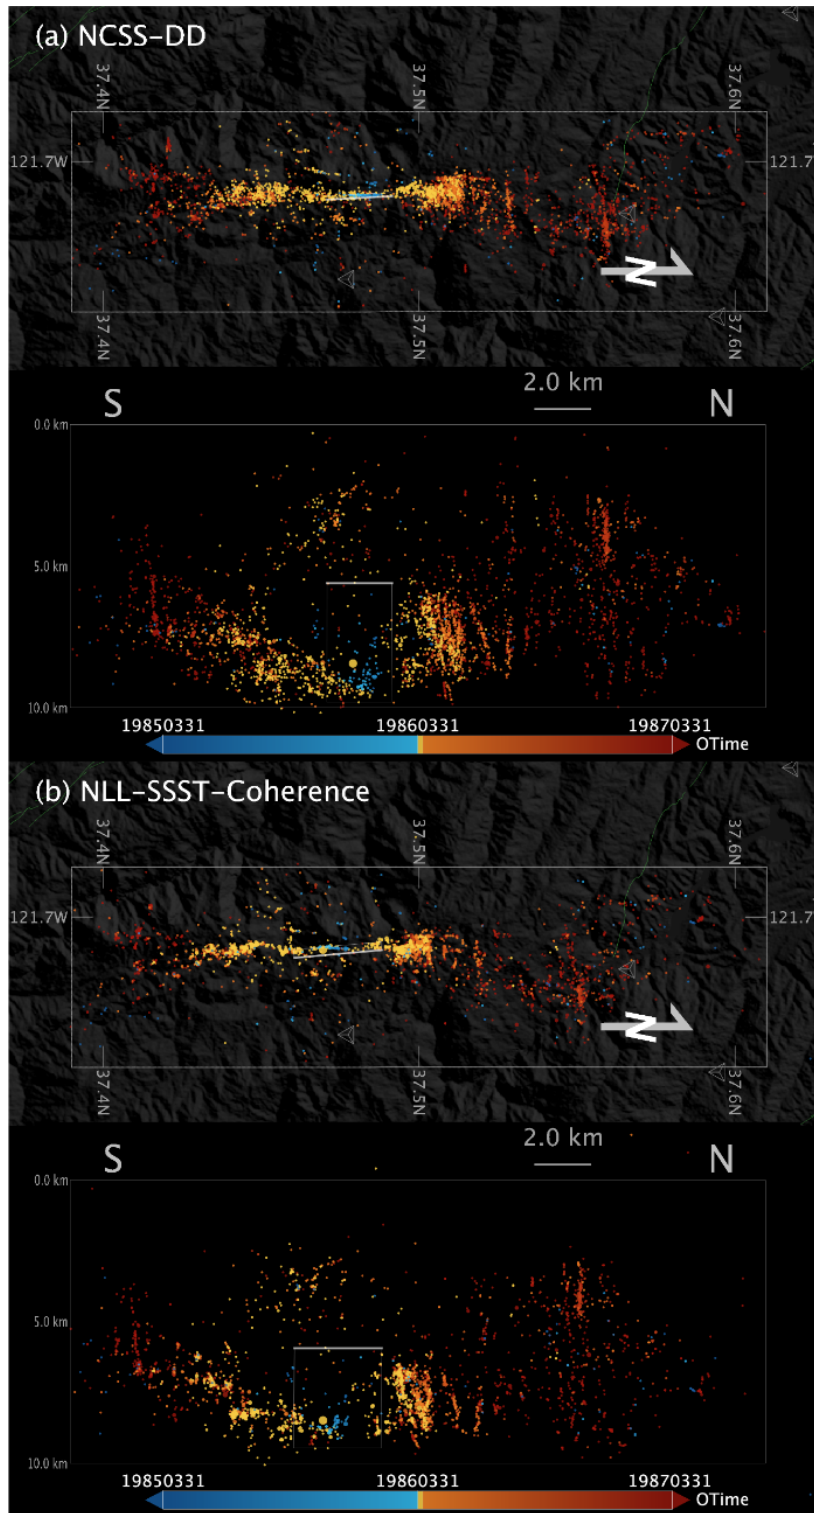 (a) NCSS-DD
37.4N 37.5N 37.6N
121.7W 121.7
N
37.4N 37.5N 37.6N
2.0 km
S N
0.0 km
5.0 km
10.0 km
19850331 19860331 19870331
OTime
(b) NLL-SSST-Coherence
37.4N 37.5N 37.6N
121.7W 121.7
N
37.4N 37.5N 37.6N
2.0 km
S N
0.0 km
5.0 km
10.0 km
19850331 19860331 19870331
OTime